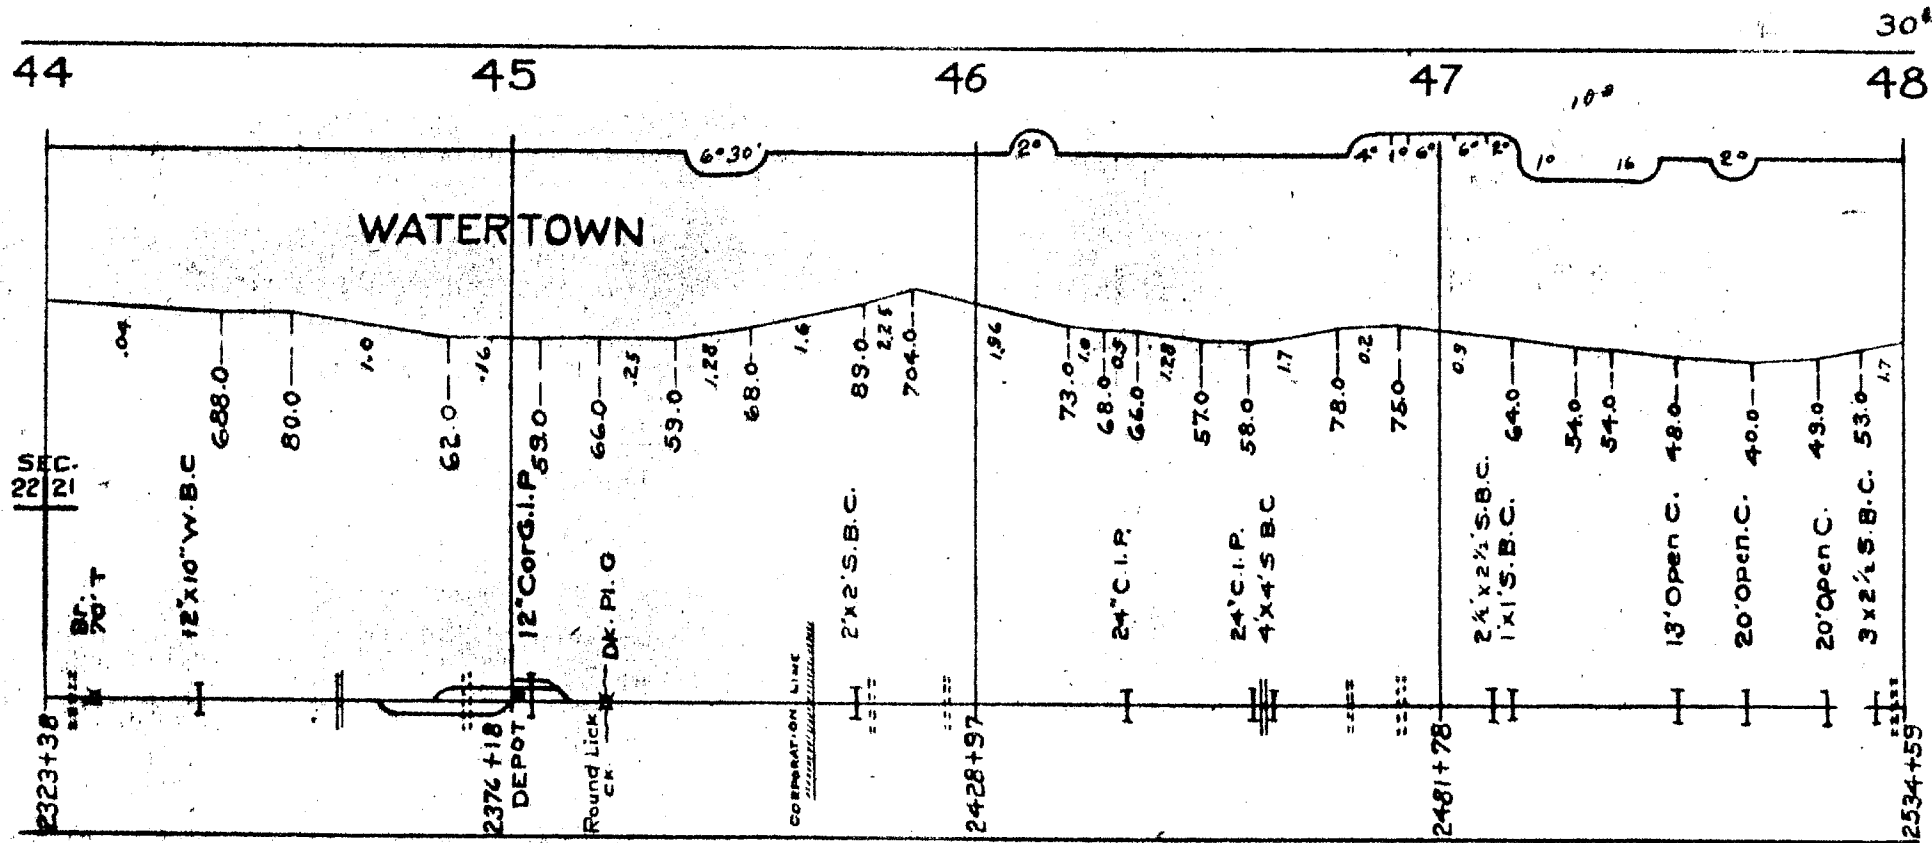 30°
44 45 46 47 48
10°
6°30' 2° 4° 1° 6° 6° 2° 1° 16 2°
WATERTOWN
.04 1.0 .16 .25 1.28 1.6 2.25 1.96 1.0 0.5 1.28 1.7 0.2 0.9 1.7
688.0 80.0 62.0 59.0 66.0 59.0 68.0 89.0 704.0 73.0 68.0 66.0 57.0 58.0 78.0 75.0 64.0 54.0 54.0 48.0 40.0 49.0 53.0
SEC.
22 21
Br.
70' T
12"x10" W.B.C
12" Cor G.I.P
DK. Pl. G
2'x2' S.B.C.
24" C.I.P.
24" C.I.P.
4'x4' S B C
2½'x2½' S.B.C.
1'x1' S.B.C.
13' Open C.
20' Open C.
20' Open C.
3 x 2½ S.B.C.
CORPORATION LINE
Round Lick
CK.
DEPOT
2323+38 2376+18 2428+97 2481+78 2534+59